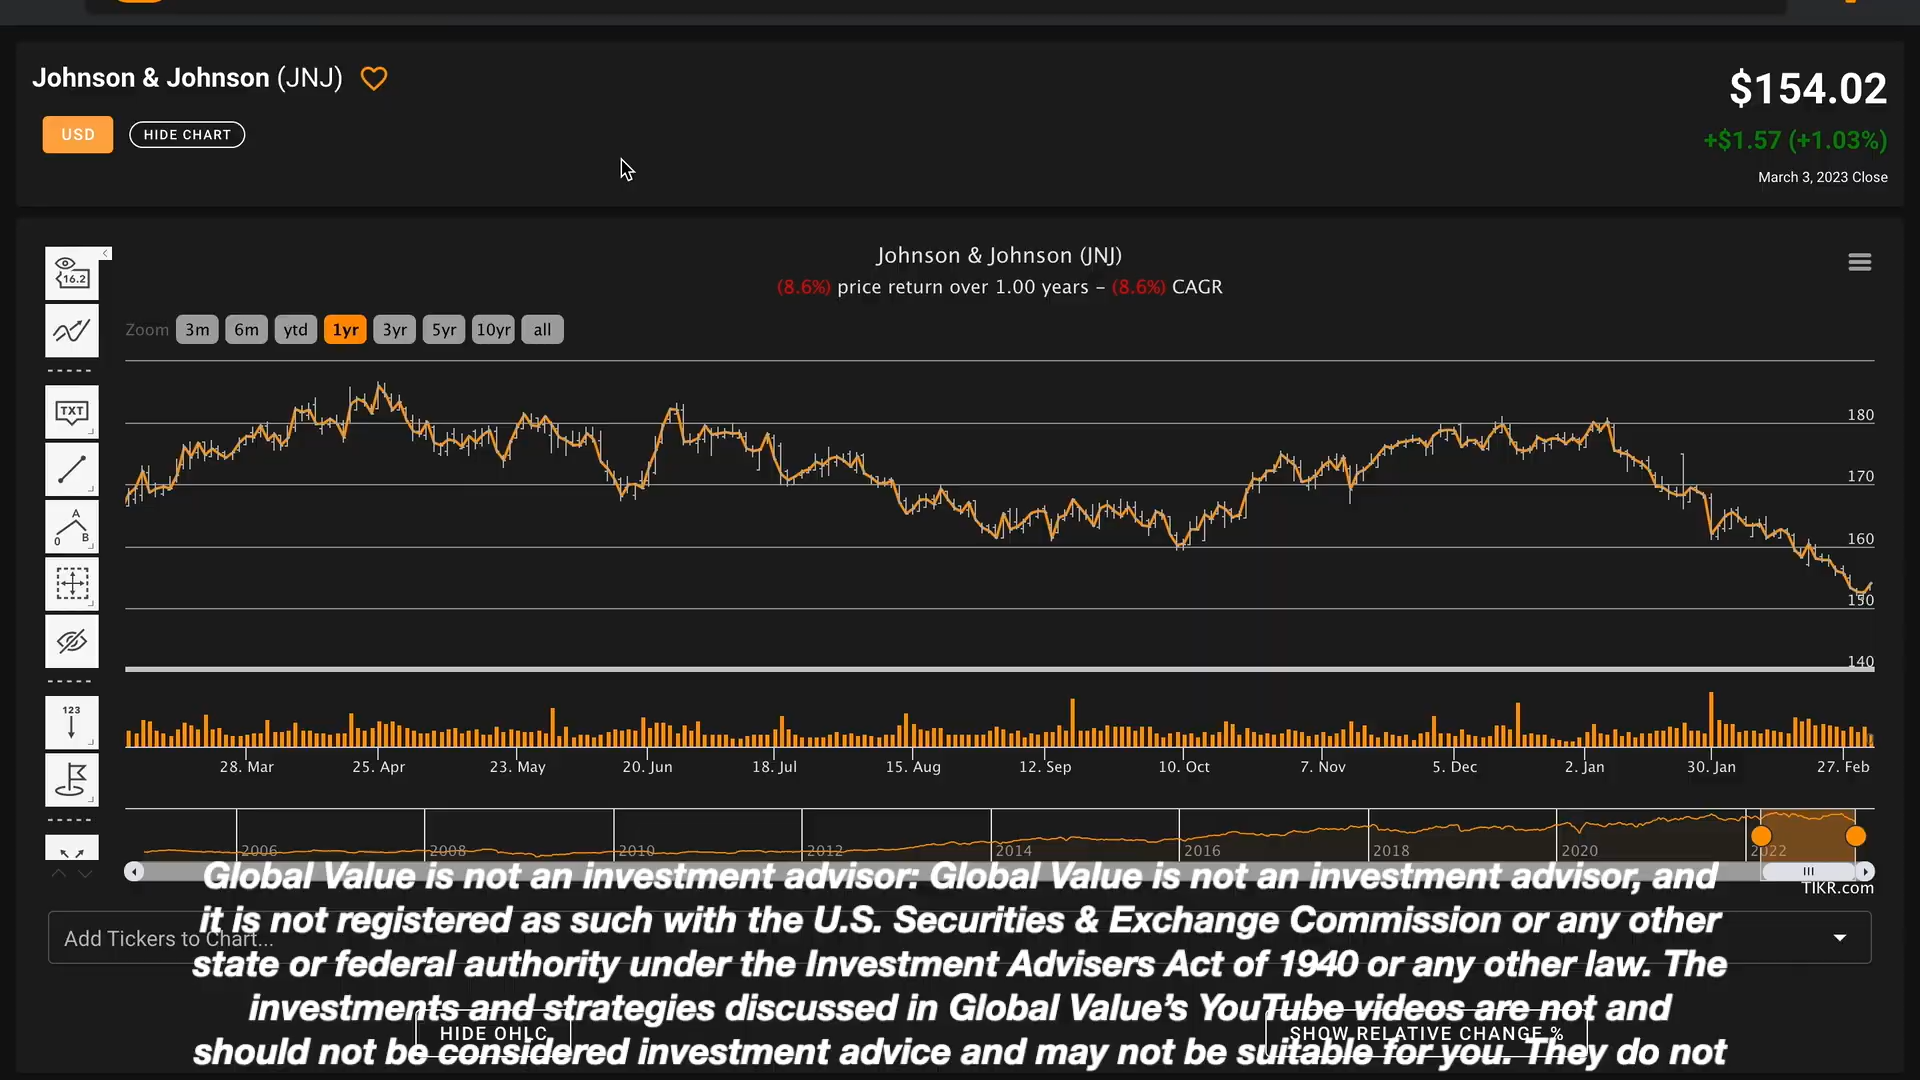 Johnson & Johnson (JNJ)
$154.02
USD
HIDE CHART
+$1.57 (+1.03%)
March 3, 2023 Close
Johnson & Johnson (JNJ)
(8.6%) price return over 1.00 years – (8.6%) CAGR
16.2
Zoom 3m 6m ytd 1yr 3yr 5yr 10yr all
TXT
A
0 B
123
180
170
160
150
140
28. Mar 25. Apr 23. May 20. Jun 18. Jul 15. Aug 12. Sep 10. Oct 7. Nov 5. Dec 2. Jan 30. Jan 27. Feb
2006 2008 2010 2012 2014 2016 2018 2020 2022
TIKR.com
Add Tickers to Chart...
HIDE OHLC
SHOW RELATIVE CHANGE %
Global Value is not an investment advisor: Global Value is not an investment advisor, and
it is not registered as such with the U.S. Securities & Exchange Commission or any other
state or federal authority under the Investment Advisers Act of 1940 or any other law. The
investments and strategies discussed in Global Value's YouTube videos are not and
should not be considered investment advice and may not be suitable for you. They do not